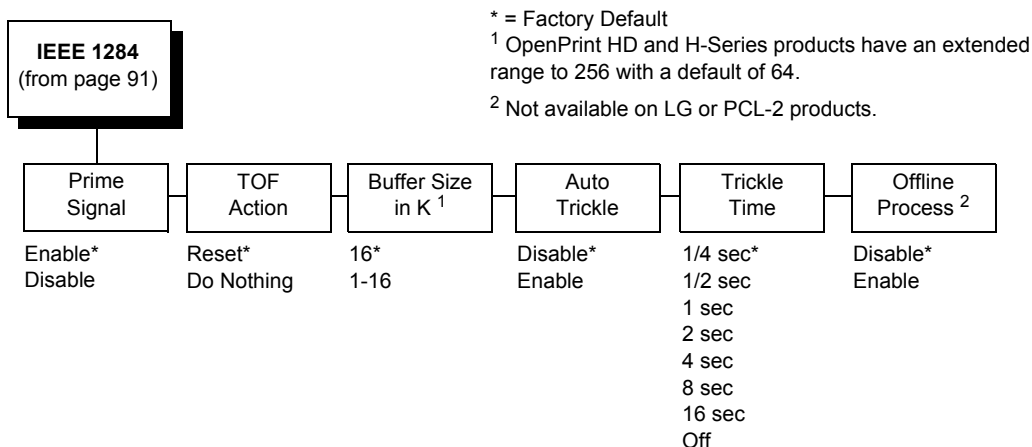 IEEE 1284
(from page 91)
* = Factory Default
1 OpenPrint HD and H-Series products have an extended
range to 256 with a default of 64.
2 Not available on LG or PCL-2 products.
Prime
Signal
Enable*
Disable
TOF
Action
Reset*
Do Nothing
Buffer Size
in K 1
16*
1-16
Auto
Trickle
Disable*
Enable
Trickle
Time
1/4 sec*
1/2 sec
1 sec
2 sec
4 sec
8 sec
16 sec
Off
Offline
Process 2
Disable*
Enable